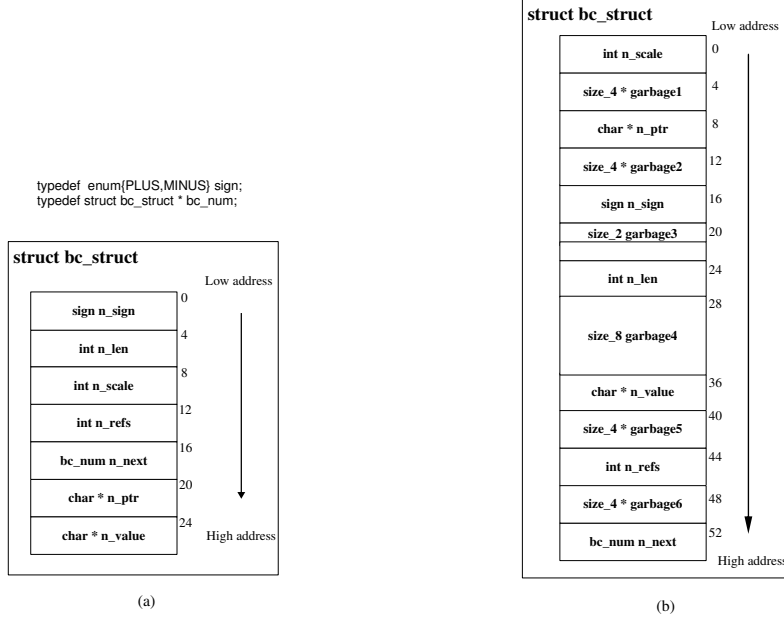 typedef enum{PLUS,MINUS} sign;
typedef struct bc_struct * bc_num;
struct bc_struct
Low address
0
sign n_sign
4
int n_len
8
int n_scale
12
int n_refs
16
bc_num n_next
20
char * n_ptr
24
char * n_value
High address
(a)
struct bc_struct
Low address
0
int n_scale
4
size_4 * garbage1
8
char * n_ptr
12
size_4 * garbage2
16
sign n_sign
20
size_2 garbage3
24
int n_len
28
size_8 garbage4
36
char * n_value
40
size_4 * garbage5
44
int n_refs
48
size_4 * garbage6
52
bc_num n_next
High address
(b)